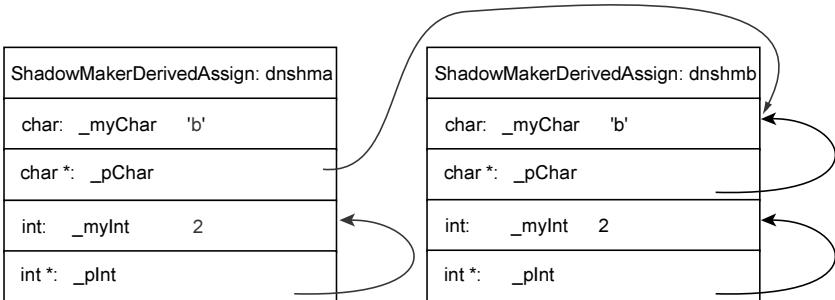 ShadowMakerDerivedAssign: dnshma
char: _myChar 'b'
char *: _pChar
int: _myInt 2
int *: _pInt
ShadowMakerDerivedAssign: dnshmb
char: _myChar 'b'
char *: _pChar
int: _myInt 2
int *: _pInt